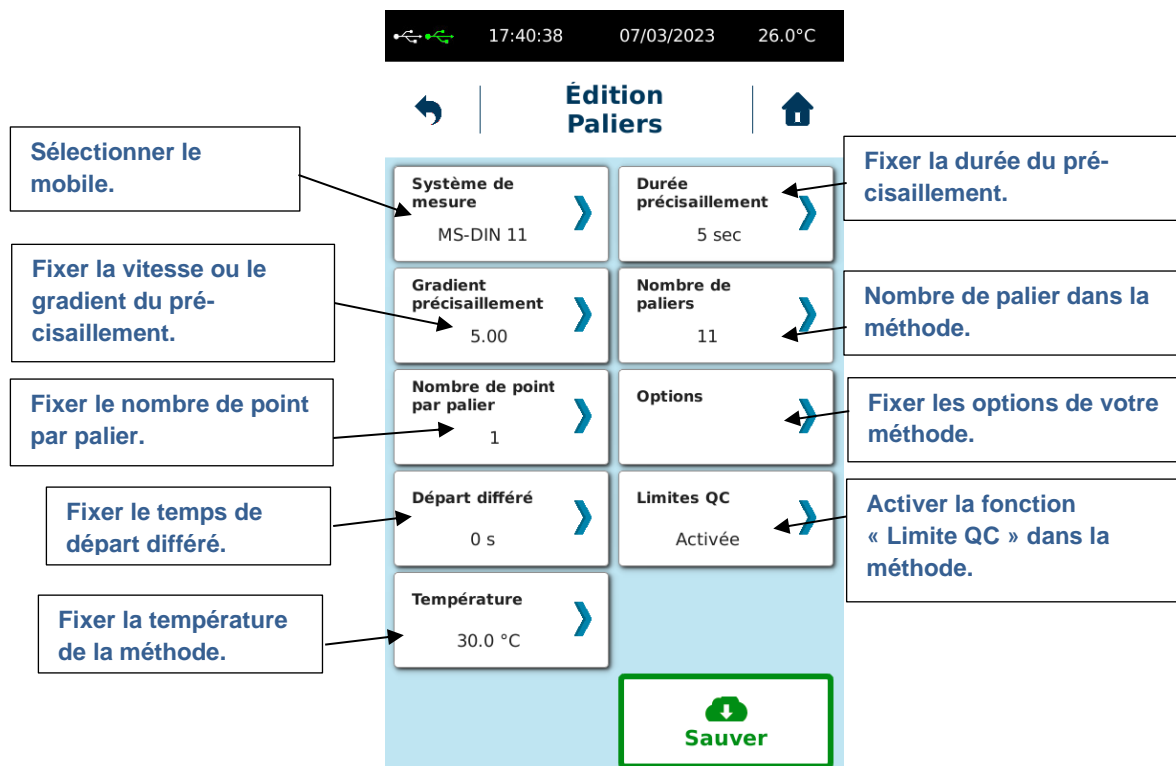 17:40:38 07/03/2023 26.0°C
Édition
Paliers
Sélectionner le
mobile.
Système de
mesure
MS-DIN 11
Durée
précisaillement
5 sec
Fixer la durée du pré-
cisaillement.
Fixer la vitesse ou le
gradient du pré-
cisaillement.
Gradient
précisaillement
5.00
Nombre de
paliers
11
Nombre de palier dans la
méthode.
Fixer le nombre de point
par palier.
Nombre de point
par palier
1
Options
Fixer les options de votre
méthode.
Fixer le temps de
départ différé.
Départ différé
0 s
Limites QC
Activée
Activer la fonction
« Limite QC » dans la
méthode.
Fixer la température
de la méthode.
Température
30.0 °C
Sauver